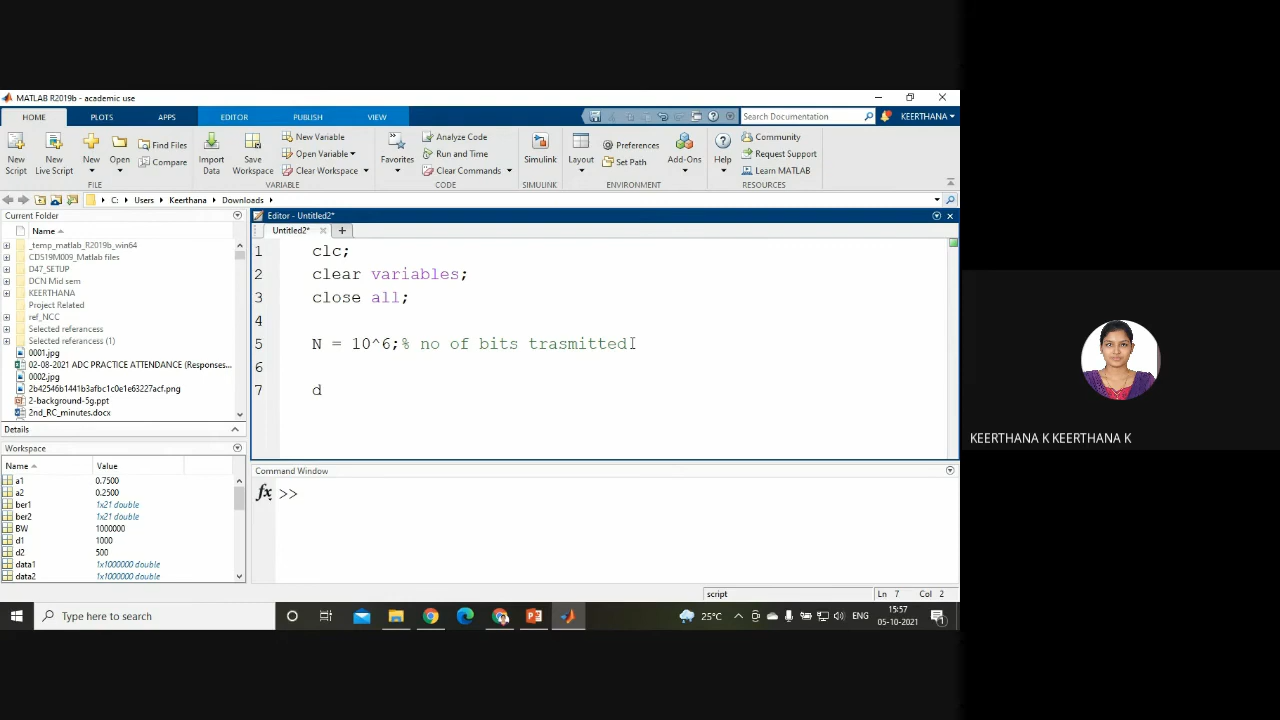 MATLAB R2019b - academic use
HOME PLOTS APPS EDITOR PUBLISH VIEW Search Documentation KEERTHANA
New Script New Live Script New Open Find Files Compare Import Data Save Workspace New Variable Open Variable Clear Workspace Favorites Analyze Code Run and Time Clear Commands Simulink Layout Preferences Set Path Add-Ons Help Community Request Support Learn MATLAB
FILE VARIABLE CODE SIMULINK ENVIRONMENT RESOURCES
C: Users Keerthana Downloads
Current Folder
Name
_temp_matlab_R2019b_win64
CDS19M009_Matlab files
D47_SETUP
DCN Mid sem
KEERTHANA
Project Related
ref_NCC
Selected referancess
Selected referancess (1)
0001.jpg
02-08-2021 ADC PRACTICE ATTENDANCE (Responses...
0002.jpg
2b42546b1441b3afbc1c0e1e63227acf.png
2-background-5g.ppt
2nd_RC_minutes.docx
Details
Workspace
Name Value
a1 0.7500
a2 0.2500
ber1 1x21 double
ber2 1x21 double
BW 1000000
d1 1000
d2 500
data1 1x1000000 double
data2 1x1000000 double
Editor - Untitled2*
Untitled2*
1 clc;
2 clear variables;
3 close all;
4
5 N = 10^6;% no of bits trasmitted
6
7 d
Command Window
fx >>
script Ln 7 Col 2
Type here to search
25°C ENG 15:57
05-10-2021
KEERTHANA K KEERTHANA K